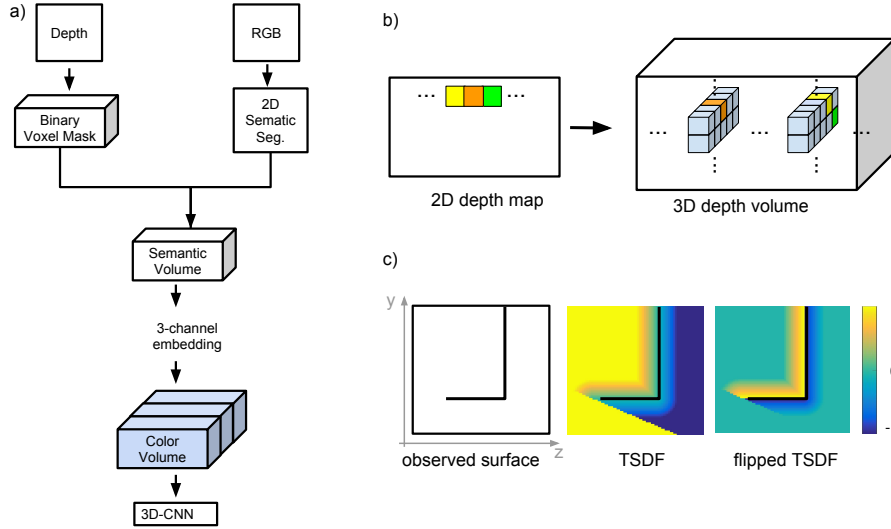 a)
Depth
RGB
Binary
Voxel Mask
2D
Sematic
Seg.
Semantic
Volume
3-channel
embedding
Color
Volume
3D-CNN
b)
... ...
2D depth map
... ... ...
3D depth volume
c)
y
z
observed surface
TSDF
flipped TSDF